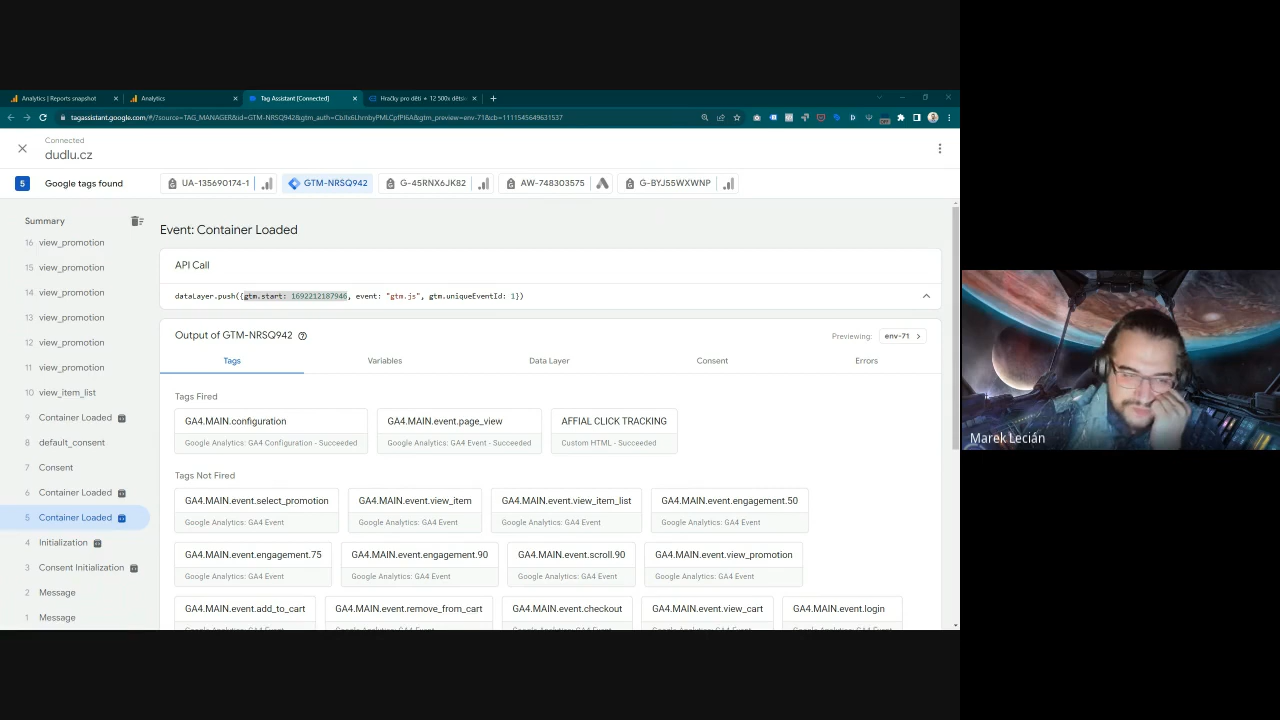 Analytics | Reports snapshot
Analytics
Tag Assistant [Connected]
Hračky pro děti ★ 12 500x děts
tagassistant.google.com/#/?source=TAG_MANAGER&id=GTM-NRSQ942&gtm_auth=
Connected
dudlu.cz
5
Google tags found
UA-135690174-1
GTM-NRSQ942
G-45RNX6JK82
AW-748303575
G-BYJ55WXWNP
Summary
16 view_promotion
15 view_promotion
14 view_promotion
13 view_promotion
12 view_promotion
11 view_promotion
10 view_item_list
9 Container Loaded
8 default_consent
7 Consent
6 Container Loaded
5 Container Loaded
4 Initialization
3 Consent Initialization
2 Message
1 Message
Event: Container Loaded
API Call
dataLayer.push({gtm.start: 1692212187946, event: "gtm.js", gtm.uniqueEventId: 1})
Output of GTM-NRSQ942
Previewing: env-71
Tags Variables Data Layer Consent Errors
Tags Fired
GA4.MAIN.configuration
Google Analytics: GA4 Configuration - Succeeded
GA4.MAIN.event.page_view
Google Analytics: GA4 Event - Succeeded
AFFIAL CLICK TRACKING
Custom HTML - Succeeded
Tags Not Fired
GA4.MAIN.event.select_promotion
Google Analytics: GA4 Event
GA4.MAIN.event.view_item
Google Analytics: GA4 Event
GA4.MAIN.event.view_item_list
Google Analytics: GA4 Event
GA4.MAIN.event.engagement.50
Google Analytics: GA4 Event
GA4.MAIN.event.engagement.75
Google Analytics: GA4 Event
GA4.MAIN.event.engagement.90
Google Analytics: GA4 Event
GA4.MAIN.event.scroll.90
Google Analytics: GA4 Event
GA4.MAIN.event.view_promotion
Google Analytics: GA4 Event
GA4.MAIN.event.add_to_cart
GA4.MAIN.event.remove_from_cart
GA4.MAIN.event.checkout
GA4.MAIN.event.view_cart
GA4.MAIN.event.login
Marek Lecián